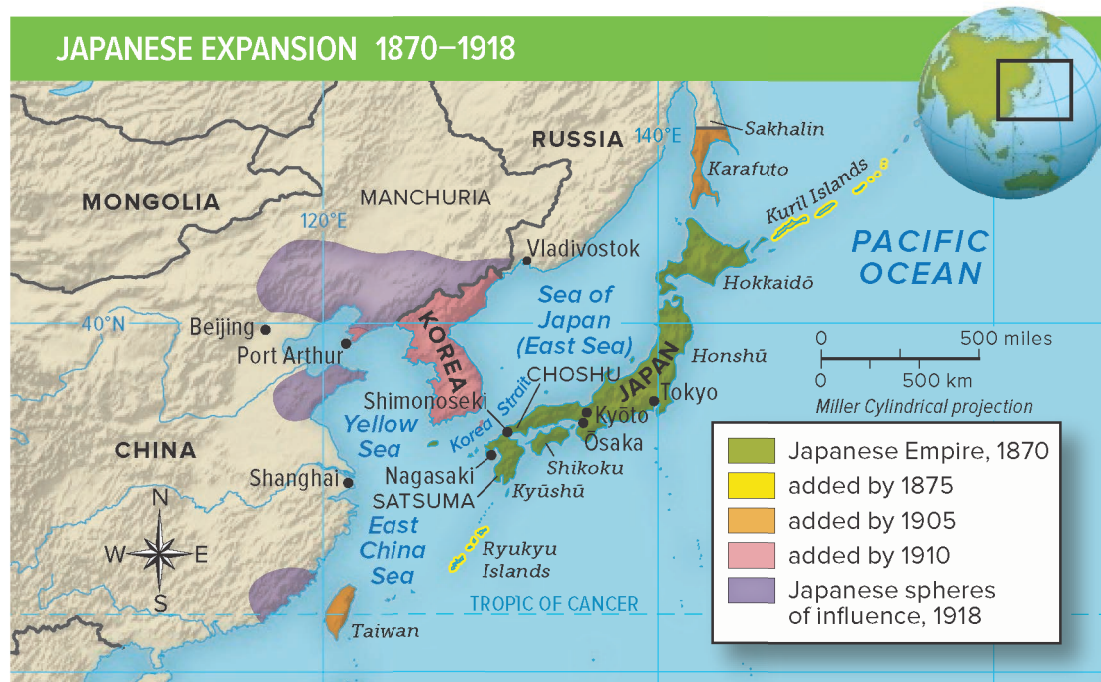 JAPANESE EXPANSION 1870–1918
RUSSIA
140°E
Sakhalin
Karafuto
MONGOLIA
MANCHURIA
120°E
Kuril Islands
Vladivostok
PACIFIC
OCEAN
Hokkaidō
Sea of
Japan
(East Sea)
40°N
Beijing
Port Arthur
KOREA
JAPAN
Honshū
0
500 miles
0
500 km
Miller Cylindrical projection
CHOSHU
Shimonoseki
Korea Strait
Tokyo
Kyōto
Ōsaka
Yellow
Sea
CHINA
Shikoku
Nagasaki
Shanghai
SATSUMA
Kyūshū
East
China
Sea
Ryukyu
Islands
N
W
E
S
TROPIC OF CANCER
Taiwan
Japanese Empire, 1870
added by 1875
added by 1905
added by 1910
Japanese spheres
of influence, 1918